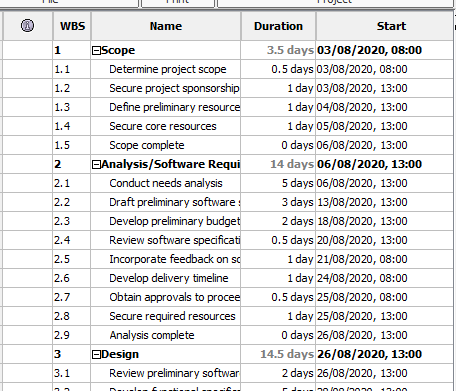 File Print Project
WBS Name Duration Start
1 Scope 3.5 days 03/08/2020, 08:00
1.1 Determine project scope 0.5 days 03/08/2020, 08:00
1.2 Secure project sponsorship 1 day 03/08/2020, 13:00
1.3 Define preliminary resource 1 day 04/08/2020, 13:00
1.4 Secure core resources 1 day 05/08/2020, 13:00
1.5 Scope complete 0 days 06/08/2020, 13:00
2 Analysis/Software Requi 14 days 06/08/2020, 13:00
2.1 Conduct needs analysis 5 days 06/08/2020, 13:00
2.2 Draft preliminary software s 3 days 13/08/2020, 13:00
2.3 Develop preliminary budget 2 days 18/08/2020, 13:00
2.4 Review software specificati 0.5 days 20/08/2020, 13:00
2.5 Incorporate feedback on so 1 day 21/08/2020, 08:00
2.6 Develop delivery timeline 1 day 24/08/2020, 08:00
2.7 Obtain approvals to procee 0.5 days 25/08/2020, 08:00
2.8 Secure required resources 1 day 25/08/2020, 13:00
2.9 Analysis complete 0 days 26/08/2020, 13:00
3 Design 14.5 days 26/08/2020, 13:00
3.1 Review preliminary softwar 2 days 26/08/2020, 13:00